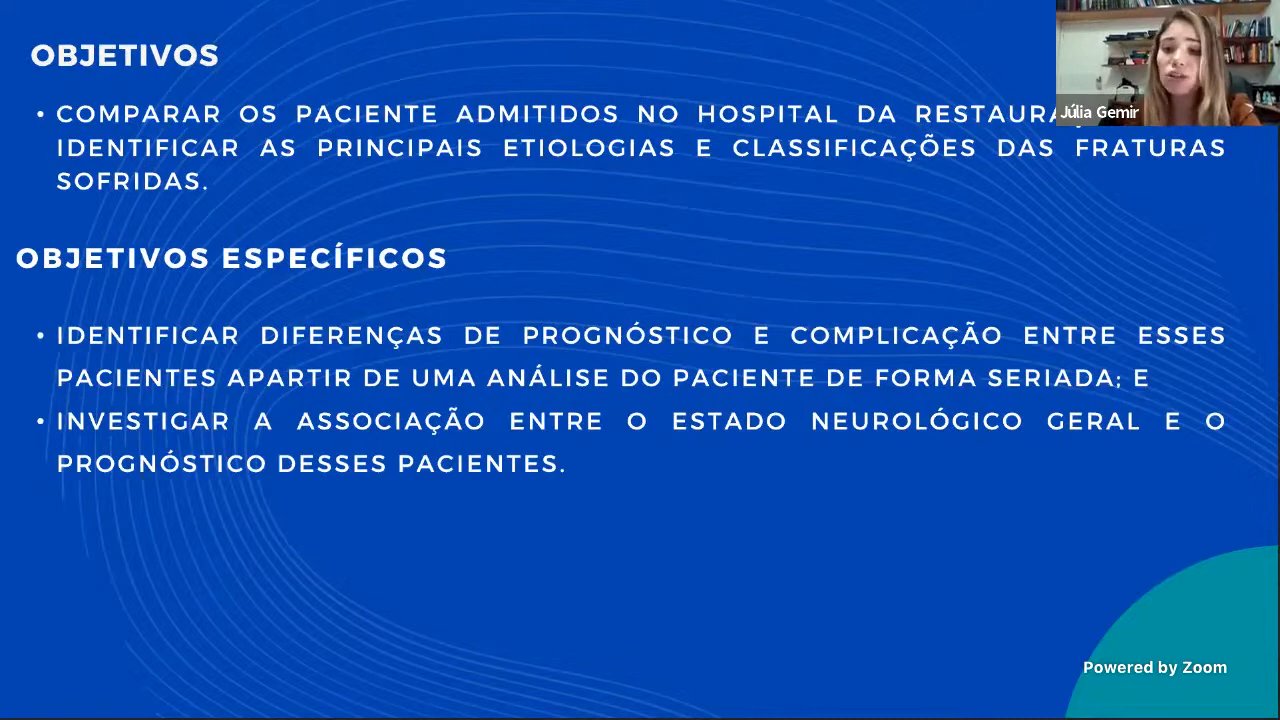 OBJETIVOS
• COMPARAR OS PACIENTE ADMITIDOS NO HOSPITAL DA
IDENTIFICAR AS PRINCIPAIS ETIOLOGIAS E CLASSIFICAÇÕES DAS FRATURAS
SOFRIDAS.
OBJETIVOS ESPECÍFICOS
• IDENTIFICAR DIFERENÇAS DE PROGNÓSTICO E COMPLICAÇÃO ENTRE ESSES
PACIENTES APARTIR DE UMA ANÁLISE DO PACIENTE DE FORMA SERIADA; E
• INVESTIGAR A ASSOCIAÇÃO ENTRE O ESTADO NEUROLÓGICO GERAL E O
PROGNÓSTICO DESSES PACIENTES.
Júlia Gemir
Powered by Zoom